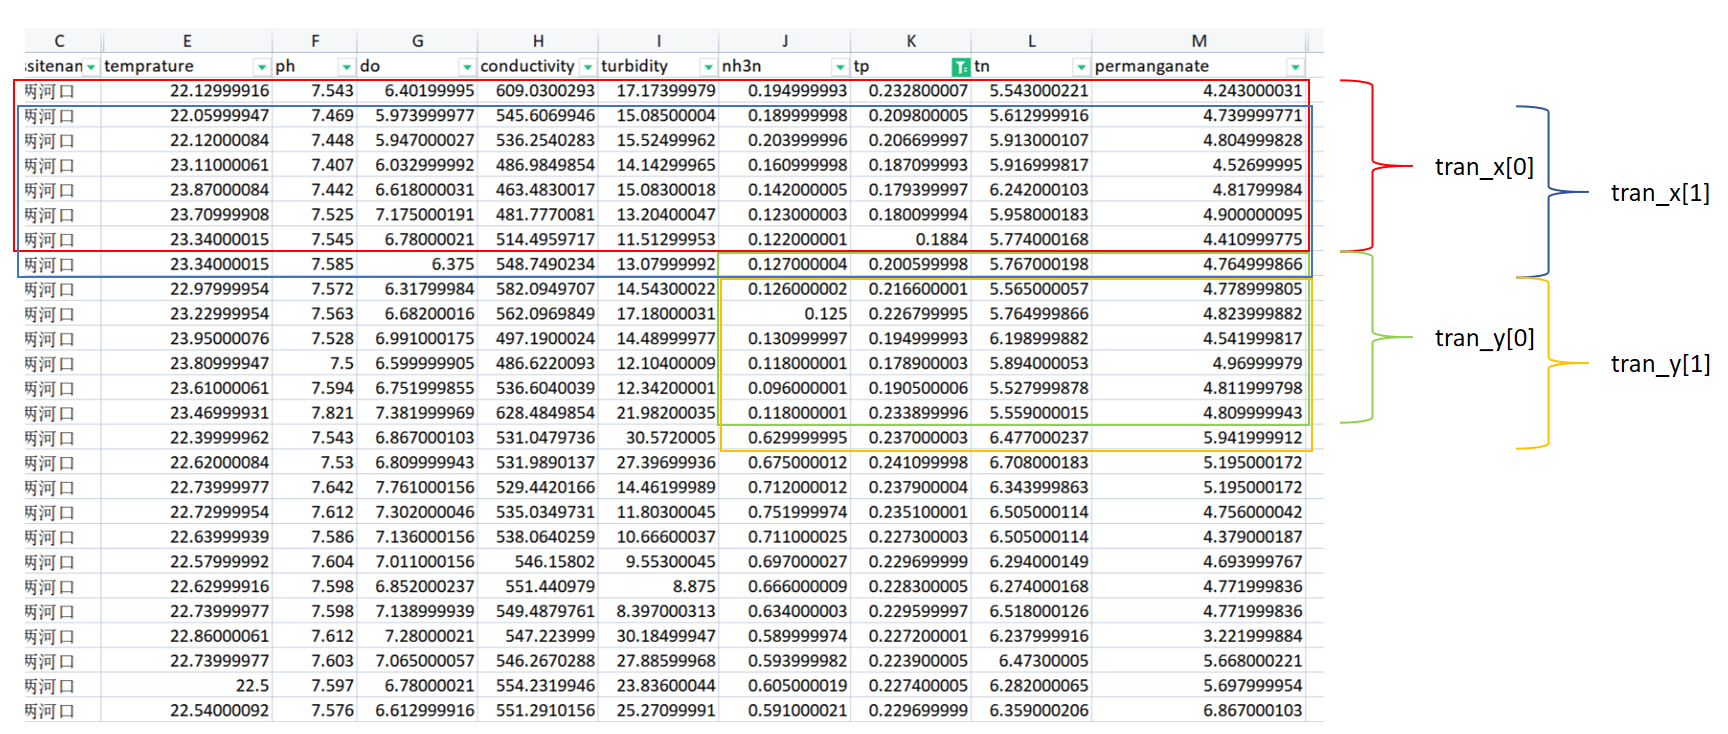 C E F G H I J K L M
sitenan temprature ph do conductivity turbidity nh3n tp tn permanganate
两河口 22.12999916 7.543 6.40199995 609.0300293 17.17399979 0.194999993 0.232800007 5.543000221 4.243000031
两河口 22.05999947 7.469 5.973999977 545.6069946 15.08500004 0.189999998 0.209800005 5.612999916 4.739999771
两河口 22.12000084 7.448 5.947000027 536.2540283 15.52499962 0.203999996 0.206699997 5.913000107 4.804999828
两河口 23.11000061 7.407 6.032999992 486.9849854 14.14299965 0.160999998 0.187099993 5.916999817 4.52699995
tran_x[0]
两河口 23.87000084 7.442 6.618000031 463.4830017 15.08300018 0.142000005 0.179399997 6.242000103 4.81799984
tran_x[1]
两河口 23.70999908 7.525 7.175000191 481.7770081 13.20400047 0.123000003 0.180099994 5.958000183 4.900000095
两河口 23.34000015 7.545 6.78000021 514.4959717 11.51299953 0.122000001 0.1884 5.774000168 4.410999775
两河口 23.34000015 7.585 6.375 548.7490234 13.07999992 0.127000004 0.200599998 5.767000198 4.764999866
两河口 22.97999954 7.572 6.31799984 582.0949707 14.54300022 0.126000002 0.216600001 5.565000057 4.778999805
两河口 23.22999954 7.563 6.68200016 562.0969849 17.18000031 0.125 0.226799995 5.764999866 4.823999882
两河口 23.95000076 7.528 6.991000175 497.1900024 14.48999977 0.130999997 0.194999993 6.198999882 4.541999817
tran_y[0]
两河口 23.80999947 7.5 6.599999905 486.6220093 12.10400009 0.118000001 0.178900003 5.894000053 4.96999979
tran_y[1]
两河口 23.61000061 7.594 6.751999855 536.6040039 12.34200001 0.096000001 0.190500006 5.527999878 4.811999798
两河口 23.46999931 7.821 7.381999969 628.4849854 21.98200035 0.118000001 0.233899996 5.559000015 4.809999943
两河口 22.39999962 7.543 6.867000103 531.0479736 30.5720005 0.629999995 0.237000003 6.477000237 5.941999912
两河口 22.62000084 7.53 6.809999943 531.9890137 27.39699936 0.675000012 0.241099998 6.708000183 5.195000172
两河口 22.73999977 7.642 7.761000156 529.4420166 14.46199989 0.712000012 0.237900004 6.343999863 5.195000172
两河口 22.72999954 7.612 7.302000046 535.0349731 11.80300045 0.751999974 0.235100001 6.505000114 4.756000042
两河口 22.63999939 7.586 7.136000156 538.0640259 10.66600037 0.711000025 0.227300003 6.505000114 4.379000187
两河口 22.57999992 7.604 7.011000156 546.15802 9.55300045 0.697000027 0.229699999 6.294000149 4.693999767
两河口 22.62999916 7.598 6.852000237 551.440979 8.875 0.666000009 0.228300005 6.274000168 4.771999836
两河口 22.73999977 7.598 7.138999939 549.4879761 8.397000313 0.634000003 0.229599997 6.518000126 4.771999836
两河口 22.86000061 7.612 7.28000021 547.223999 30.18499947 0.589999974 0.227200001 6.237999916 3.221999884
两河口 22.73999977 7.603 7.065000057 546.2670288 27.88599968 0.593999982 0.223900005 6.47300005 5.668000221
两河口 22.5 7.597 6.78000021 554.2319946 23.83600044 0.605000019 0.227400005 6.282000065 5.697999954
两河口 22.54000092 7.576 6.612999916 551.2910156 25.27099991 0.591000021 0.229699999 6.359000206 6.867000103